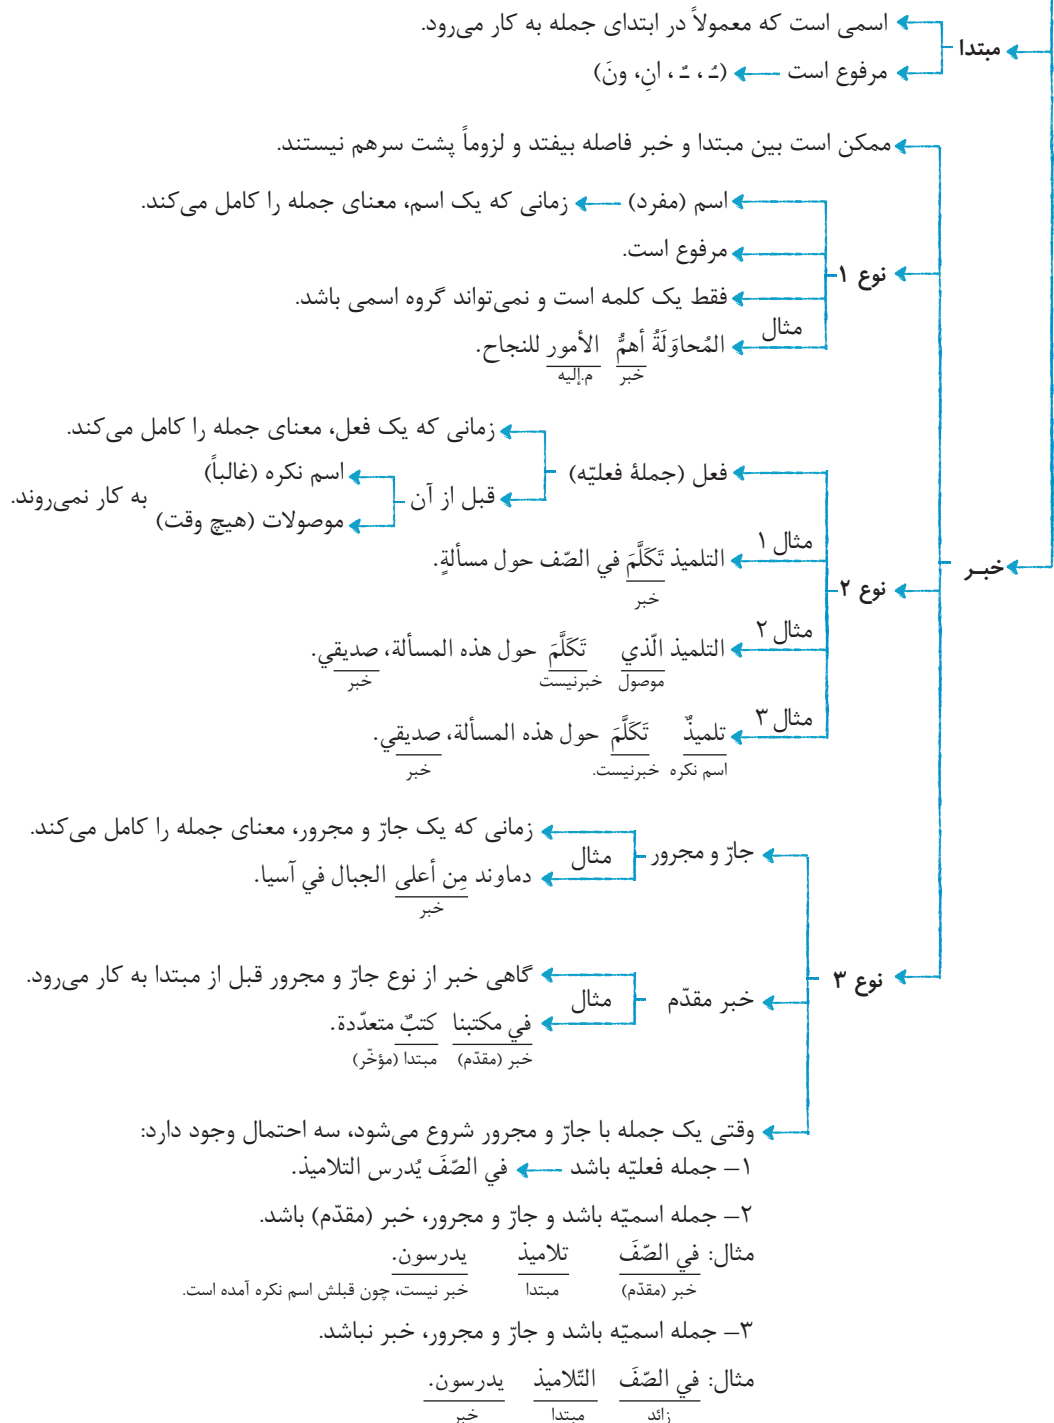 مبتدا
اسمی است که معمولاً در ابتدای جمله به کار می‌رود.
مرفوع است (ـُ ، ـٌ ، انِ، ونَ)
خبـر
ممکن است بین مبتدا و خبر فاصله بیفتد و لزوماً پشت سرهم نیستند.
نوع ۱
اسم (مفرد) زمانی که یک اسم، معنای جمله را کامل می‌کند.
مرفوع است.
فقط یک کلمه است و نمی‌تواند گروه اسمی باشد.
مثال
المُحاوَلَةُ أهمُّ الأمور للنجاح.
خبر م.إلیه
نوع ۲
فعل (جملهٔ فعلیّه)
زمانی که یک فعل، معنای جمله را کامل می‌کند.
قبل از آن
اسم نکره (غالباً)
موصولات (هیچ وقت)
به کار نمی‌روند.
مثال ۱
التلمیذ تَکَلَّمَ في الصّف حول مسألةٍ.
خبر
مثال ۲
التلمیذ الّذي تَکَلَّمَ حول هذه المسألة، صدیقي.
موصول خبرنیست خبر
مثال ۳
تلمیذٌ تَکَلَّمَ حول هذه المسألة، صدیقي.
اسم نکره خبرنیست. خبر
نوع ۳
جارّ و مجرور
زمانی که یک جارّ و مجرور، معنای جمله را کامل می‌کند.
مثال
دماوند مِن أعلی الجبال في آسیا.
خبر
خبر مقدّم
گاهی خبر از نوع جارّ و مجرور قبل از مبتدا به کار می‌رود.
مثال
في مکتبنا کتبٌ متعدّدة.
خبر (مقدّم) مبتدا (مؤخّر)
وقتی یک جمله با جارّ و مجرور شروع می‌شود، سه احتمال وجود دارد:
۱– جمله فعلیّه باشد في الصّفَ یُدرس التلامیذ.
۲– جمله اسمیّه باشد و جارّ و مجرور، خبر (مقدّم) باشد.
مثال: في الصّفَ تلامیذ یدرسون.
خبر (مقدّم) مبتدا خبر نیست، چون قبلش اسم نکره آمده است.
۳– جمله اسمیّه باشد و جارّ و مجرور، خبر نباشد.
مثال: في الصّفَ التّلامیذ یدرسون.
زائد مبتدا خبر